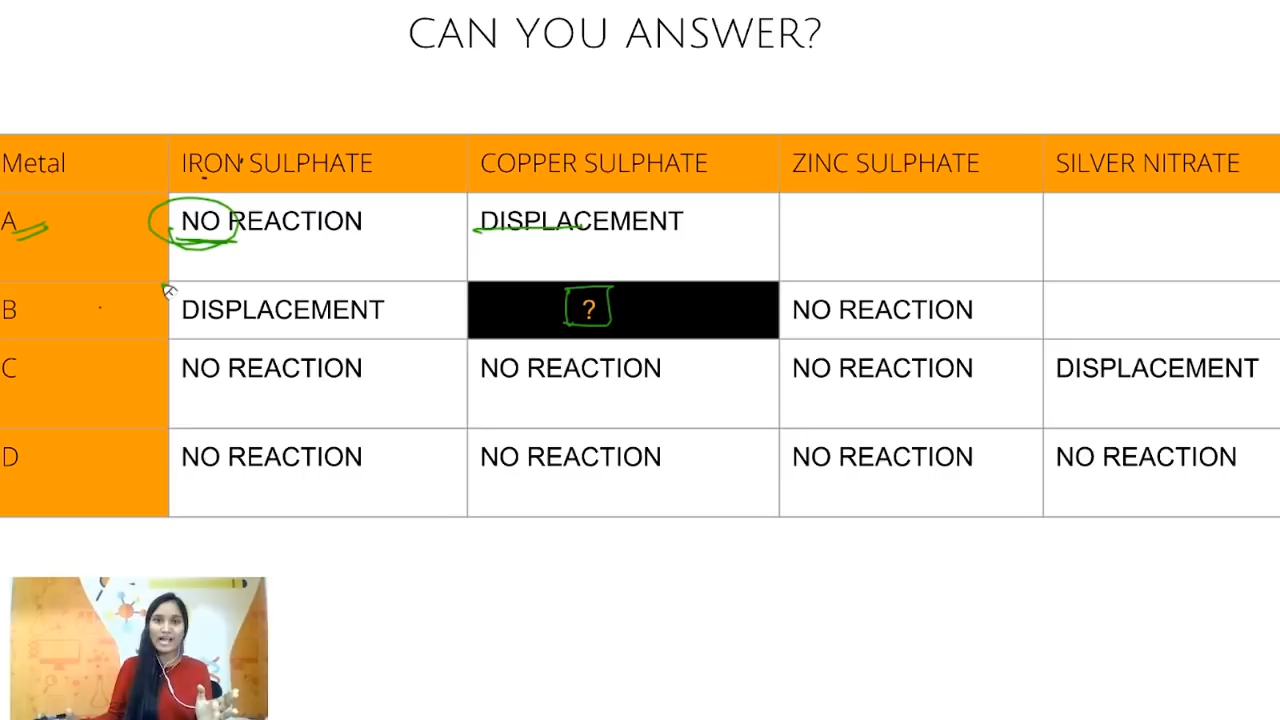 CAN YOU ANSWER?
Metal IRON SULPHATE COPPER SULPHATE ZINC SULPHATE SILVER NITRATE
A NO REACTION DISPLACEMENT
B DISPLACEMENT ? NO REACTION
C NO REACTION NO REACTION NO REACTION DISPLACEMENT
D NO REACTION NO REACTION NO REACTION NO REACTION